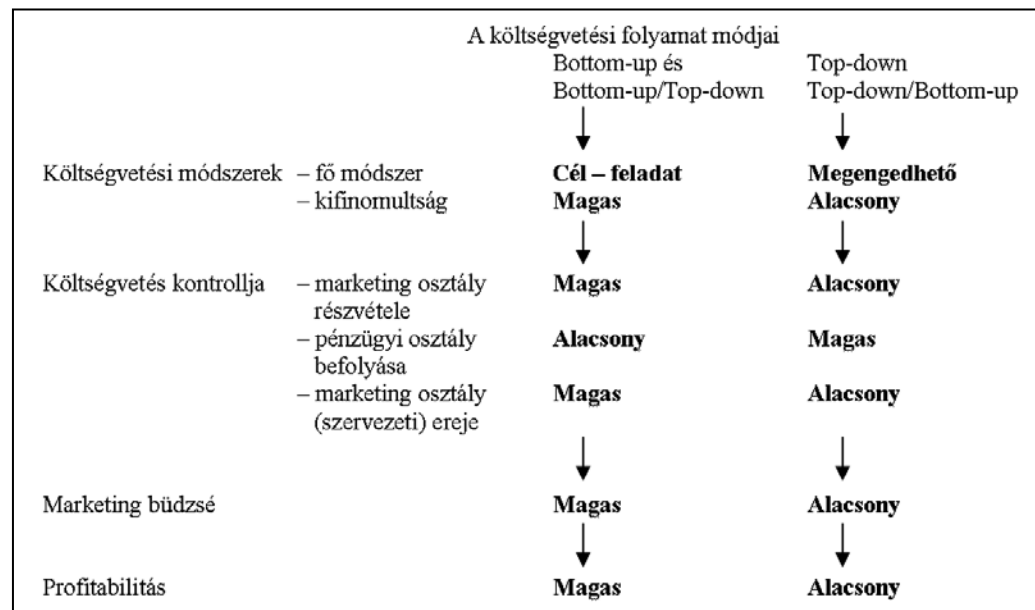 A költségvetési folyamat módjai
Bottom-up és Top-down
Bottom-up/Top-down Top-down/Bottom-up
Költségvetési módszerek – fő módszer Cél – feladat Megengedhető
– kifinomultság Magas Alacsony
Költségvetés kontrollja – marketing osztály Magas Alacsony
részvétele
– pénzügyi osztály Alacsony Magas
befolyása
– marketing osztály Magas Alacsony
(szervezeti) ereje
Marketing büdzsé Magas Alacsony
Profitabilitás Magas Alacsony